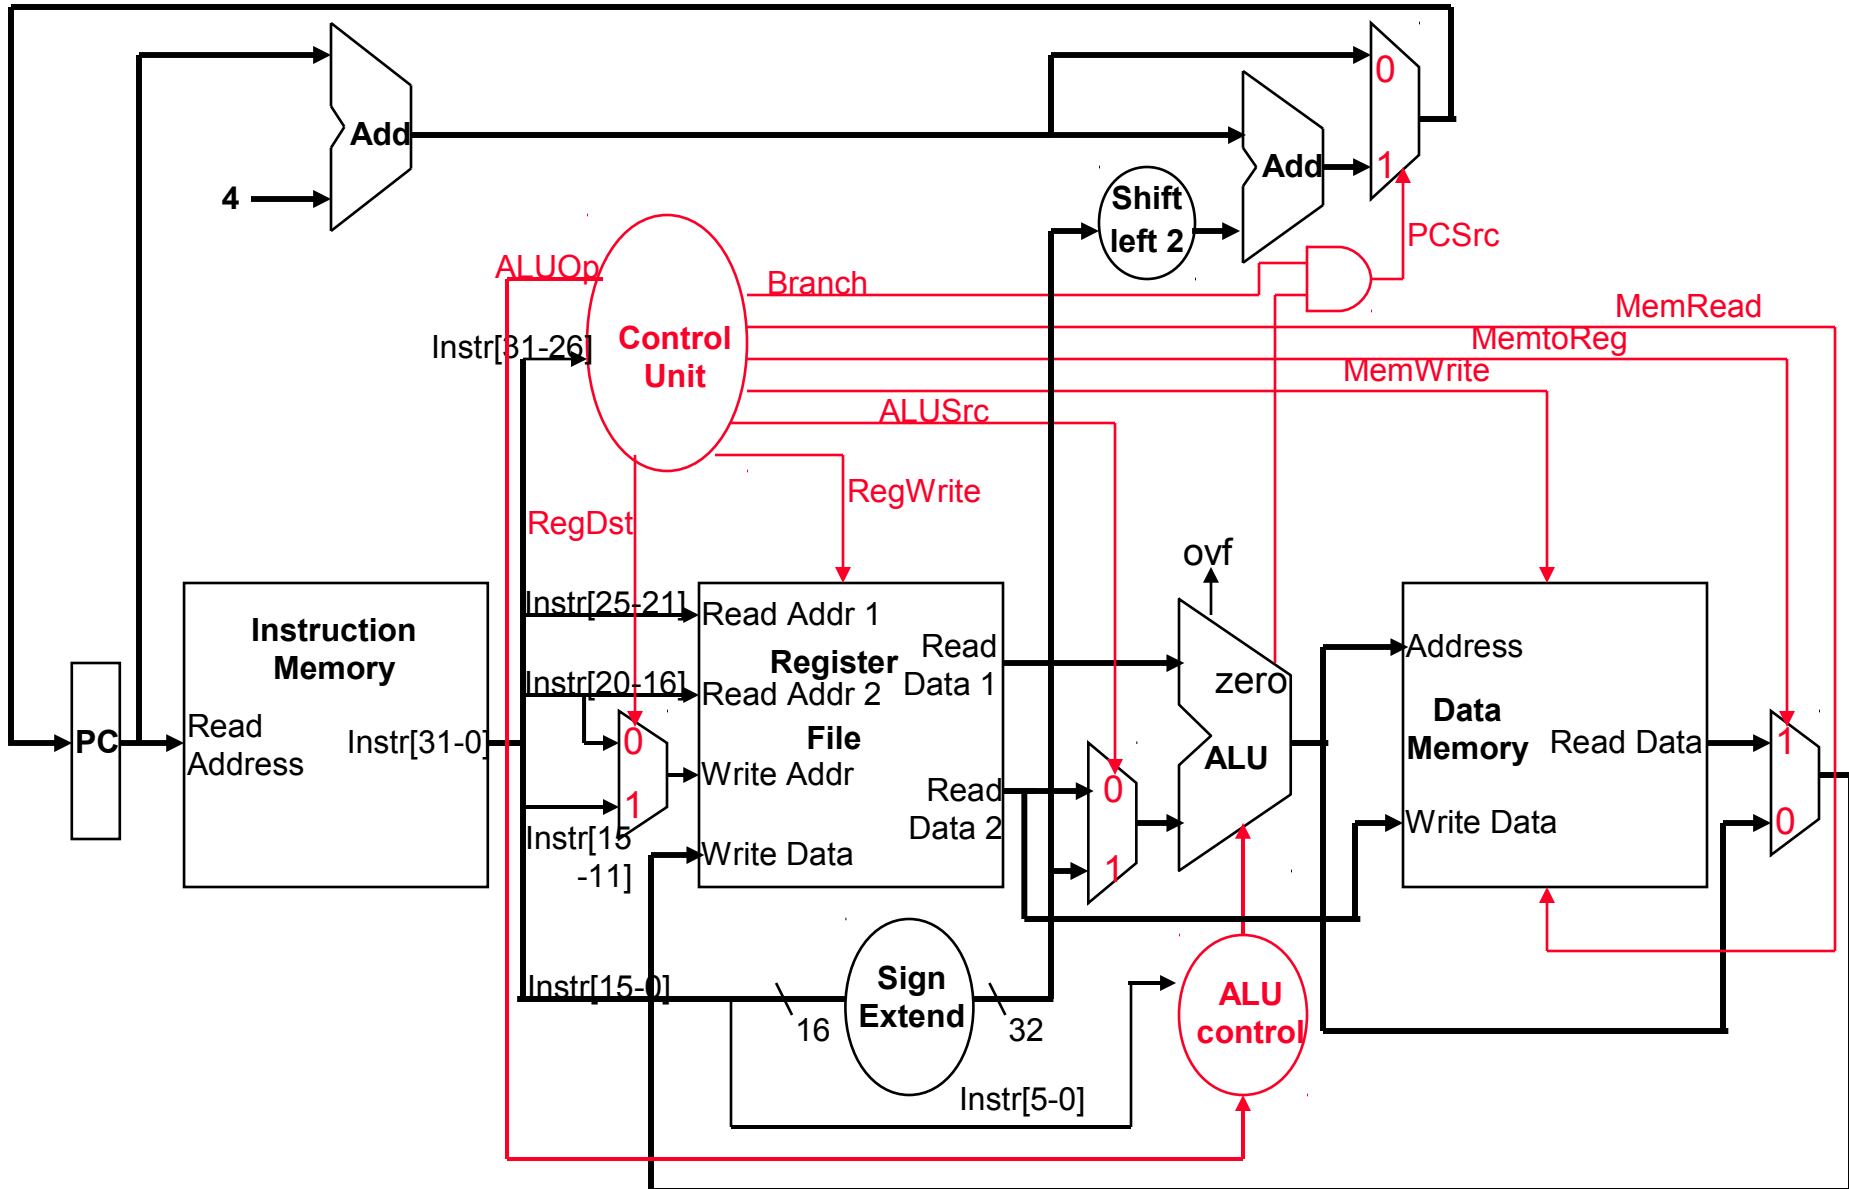 0
Add
1
Add
Shift
left 2
4
PCSrc
ALUOp
Branch
MemRead
Instr[31-26]
Control
Unit
MemtoReg
MemWrite
ALUSrc
RegWrite
RegDst
ovf
Instr[25-21]
Read Addr 1
Instruction
Memory
Register
File
Read
Data 1
Instr[20-16]
Read Addr 2
zero
Address
Data
Memory
PC
Read
Address
Instr[31-0]
0
Write Addr
ALU
Read Data
1
1
Read
Data 2
0
Write Data
0
Instr[15
-11]
Write Data
1
Instr[15-0]
16
Sign
Extend
32
ALU
control
Instr[5-0]